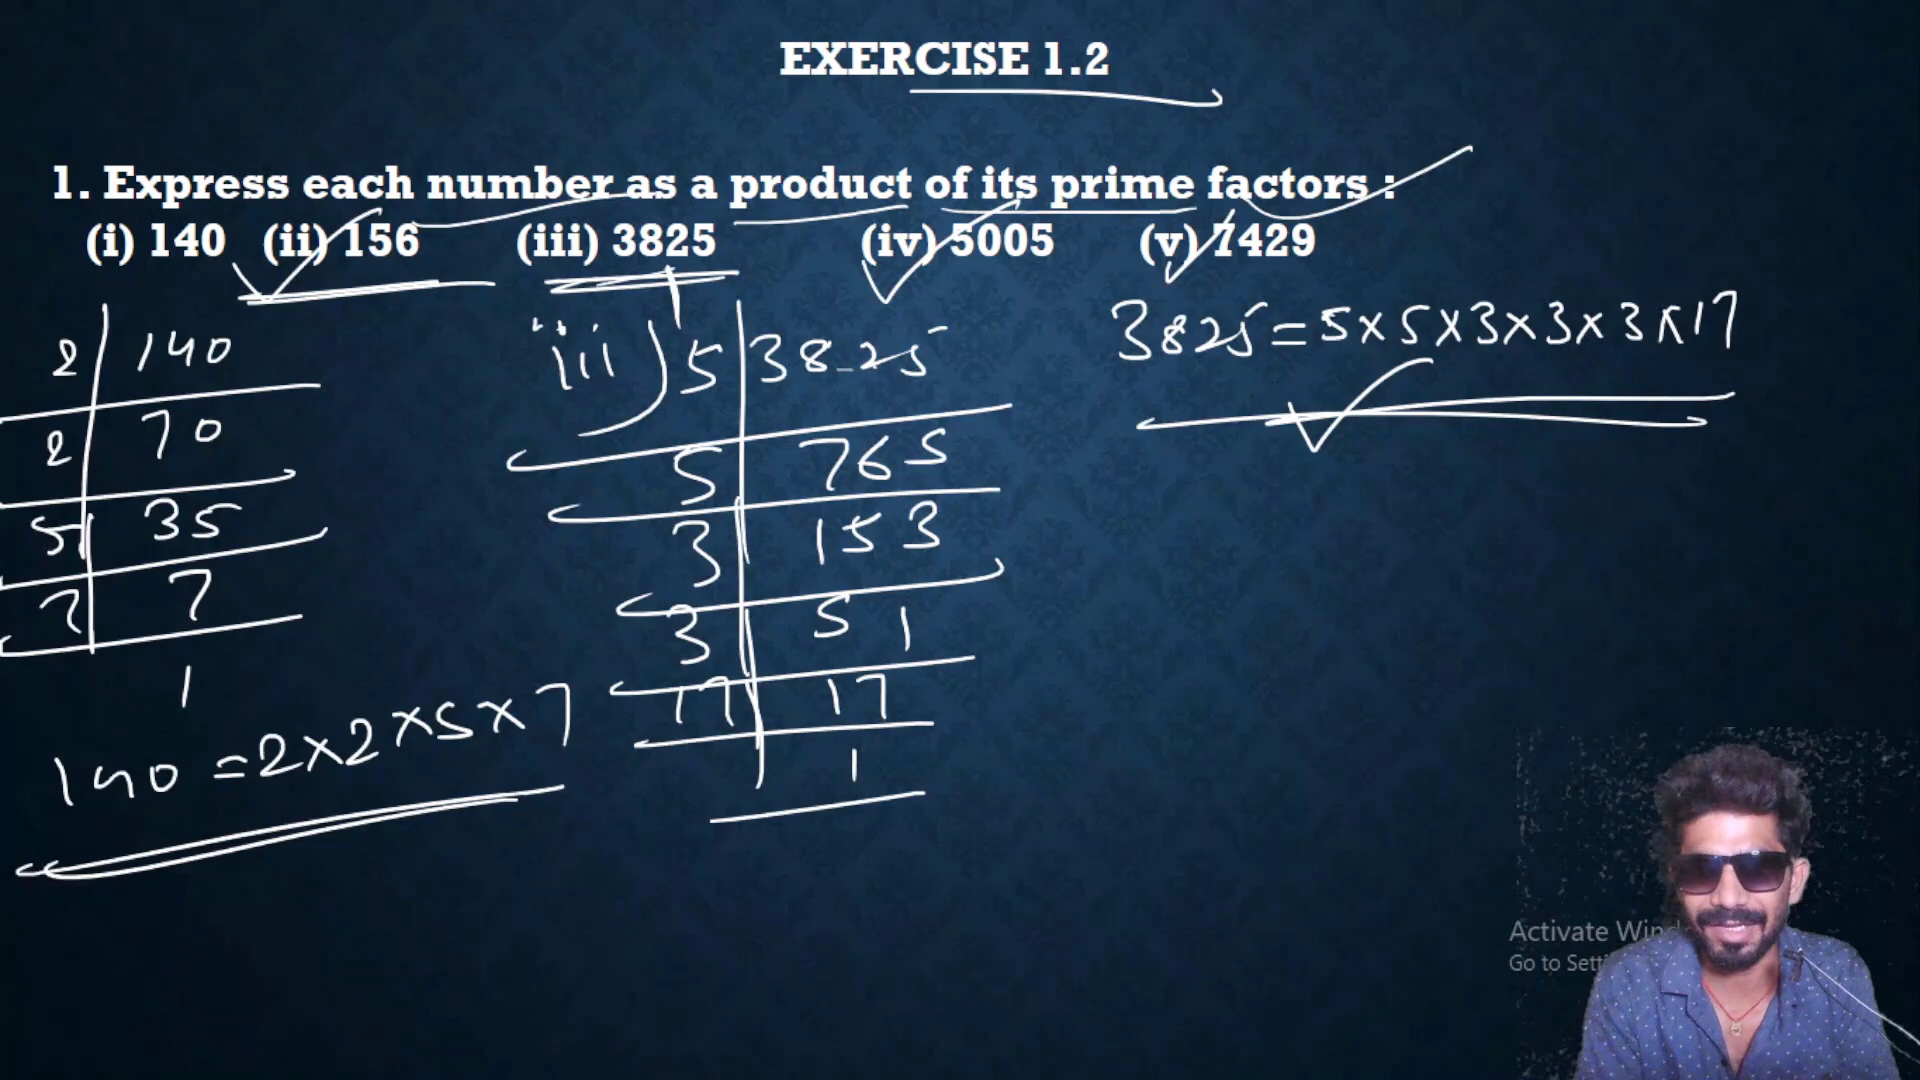 EXERCISE 1.2
1. Express each number as a product of its prime factors :
(i) 140 (ii) 156 (iii) 3825 (iv) 5005 (v) 7429
2 140
2 70
5 35
7 7
1
140 = 2×2×5×7
iii) 5 3825
5 765
3 153
3 51
17 17
1
3825 = 5×5×3×3×3×17
Activate
Go to